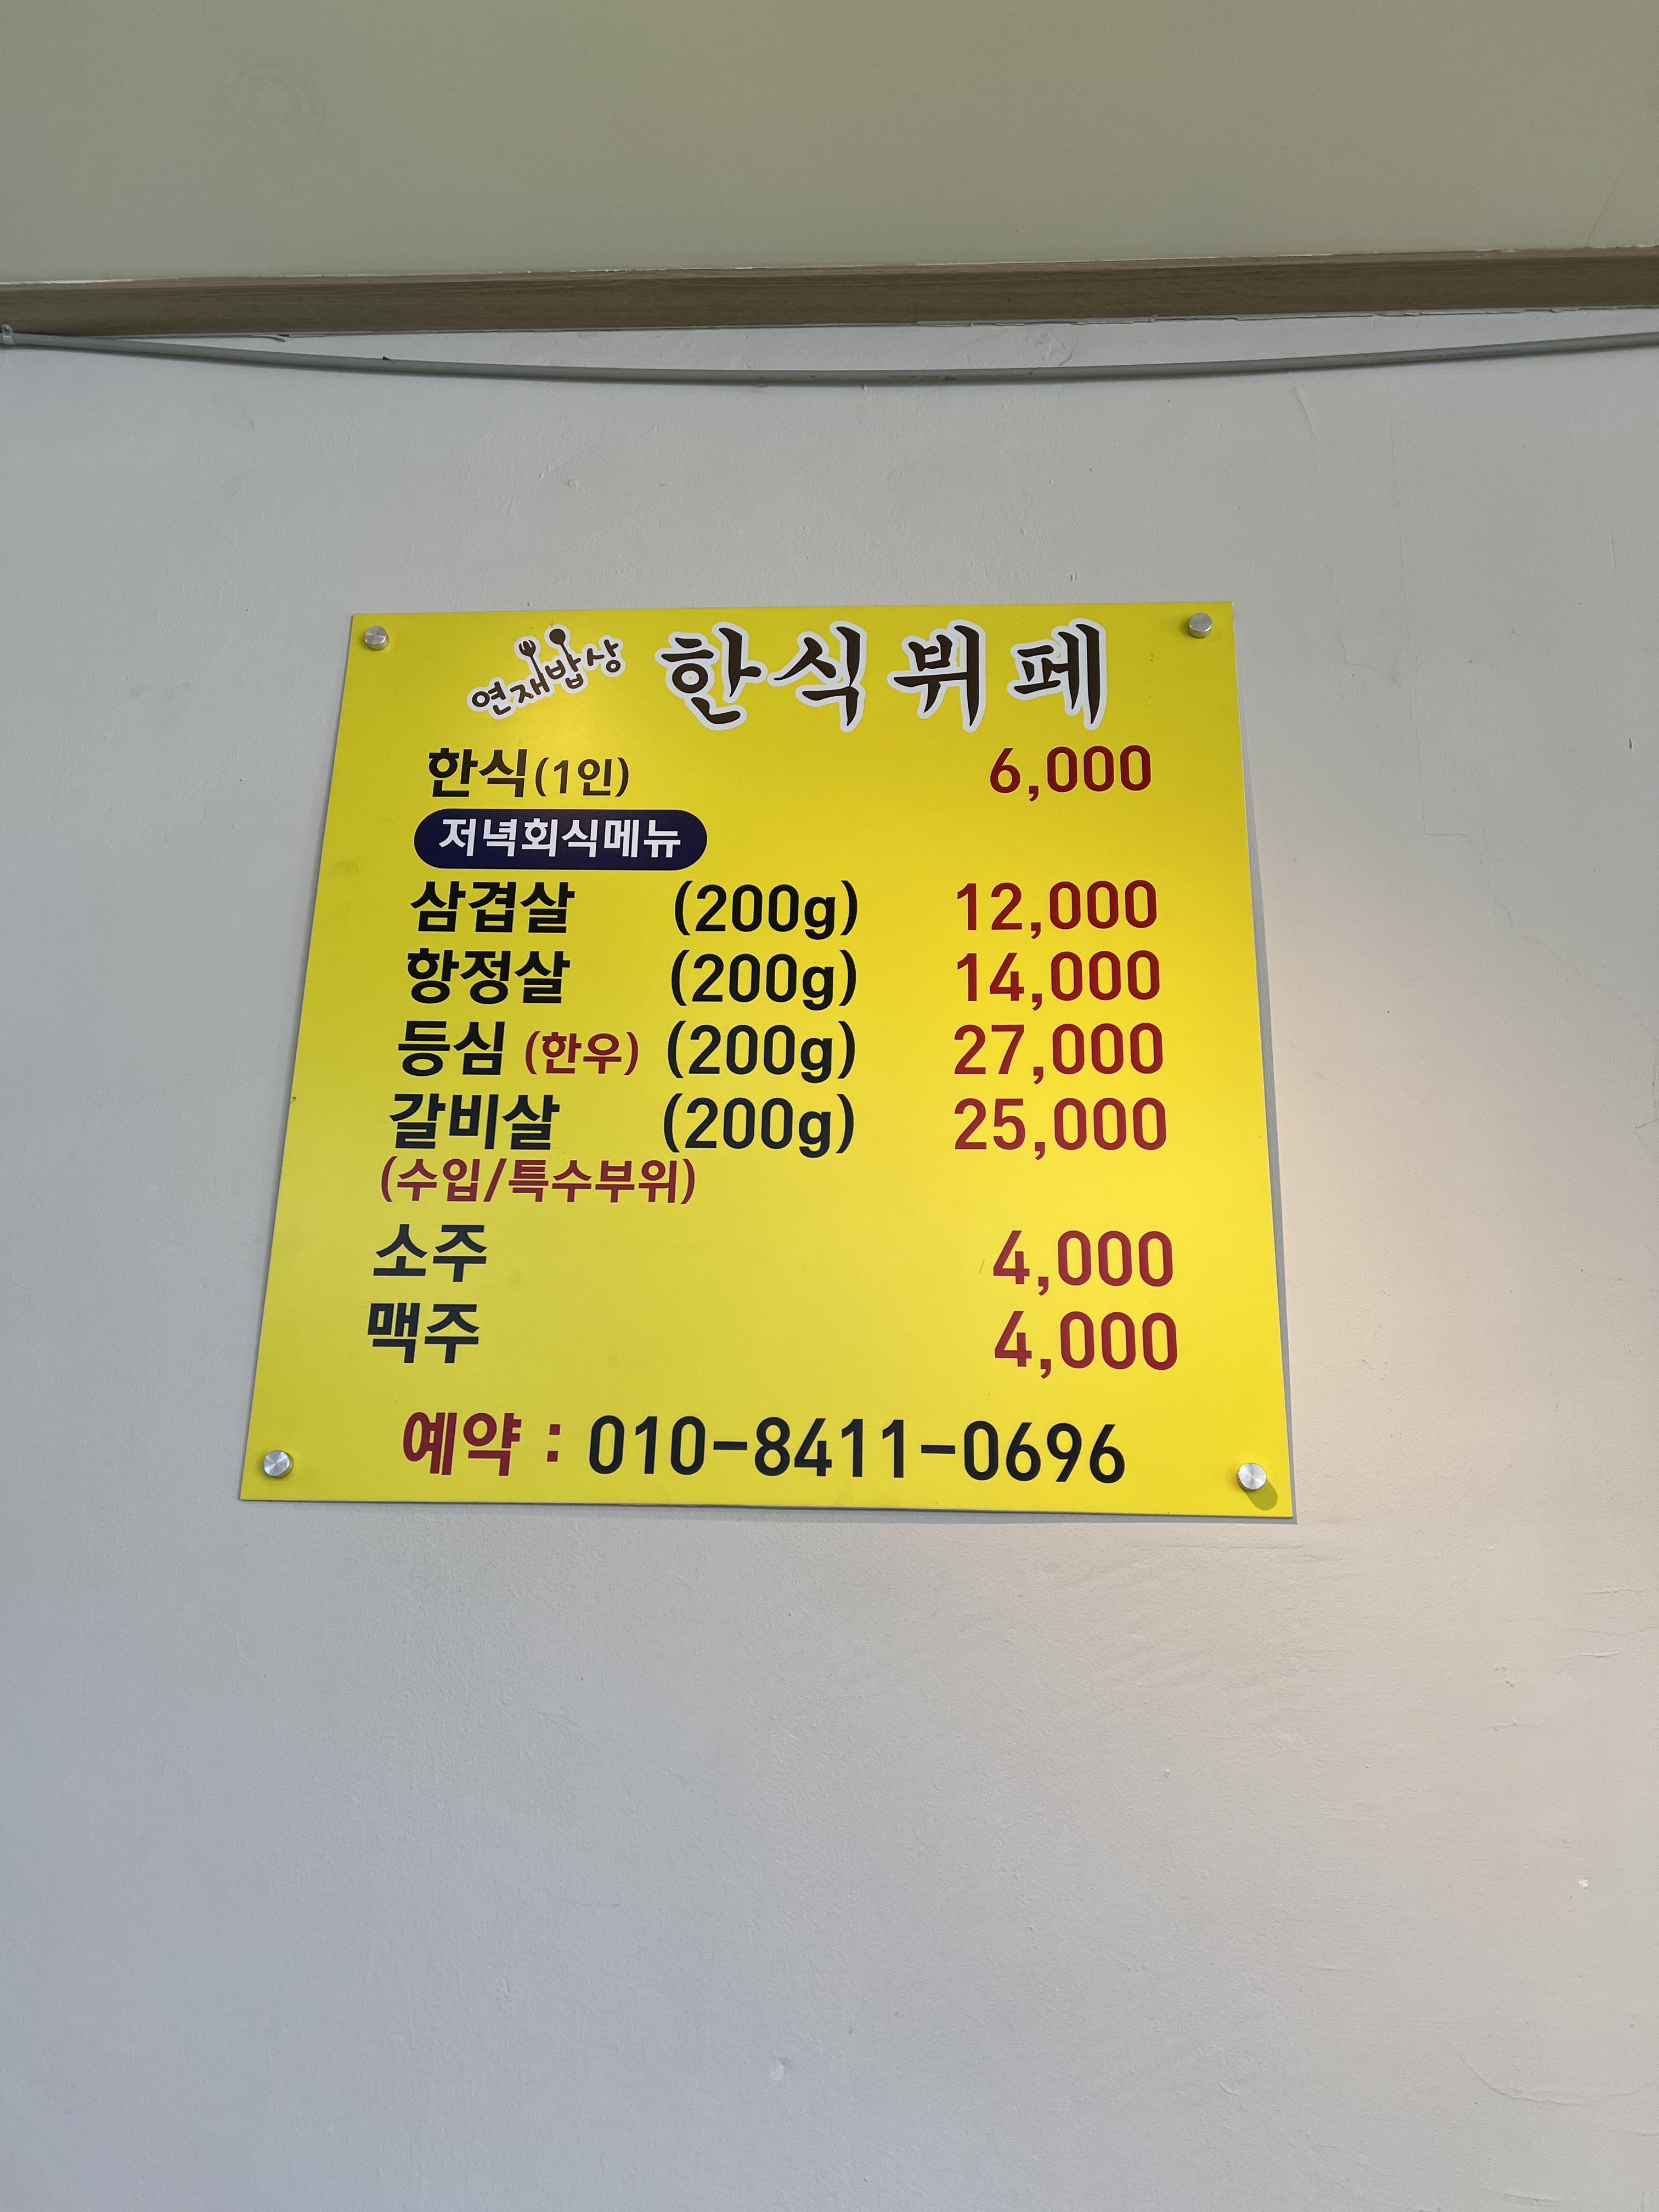 연재밥상 한식뷔페
한식(1인) 6,000
저녁회식메뉴
삼겹살 (200g) 12,000
항정살 (200g) 14,000
등심 (한우) (200g) 27,000
갈비살 (200g) 25,000
(수입/특수부위)
소주 4,000
맥주 4,000
예약 : 010-8411-0696